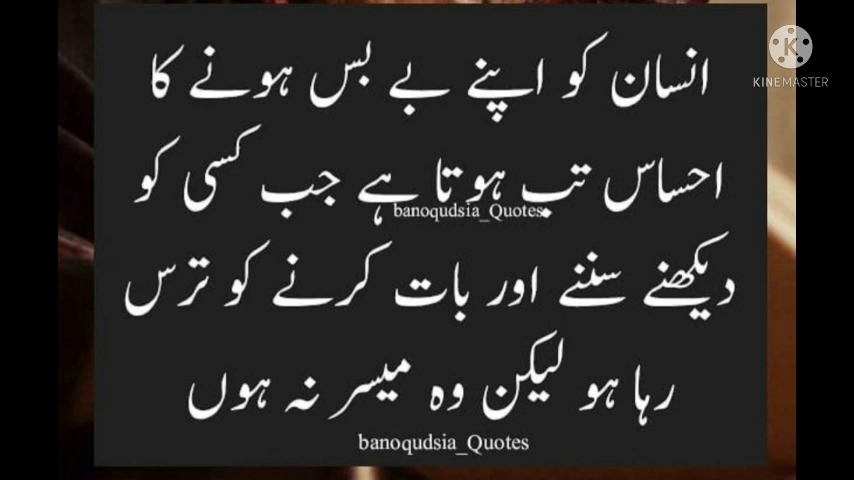 انسان کو اپنے بے بس ہونے کا
احساس تب ہوتا ہے جب کسی کو
banoqudsia_Quotes
دیکھنے سننے اور بات کرنے کو ترس
رہا ہو لیکن وہ میسر نہ ہوں
banoqudsia_Quotes
K
KINEMASTER